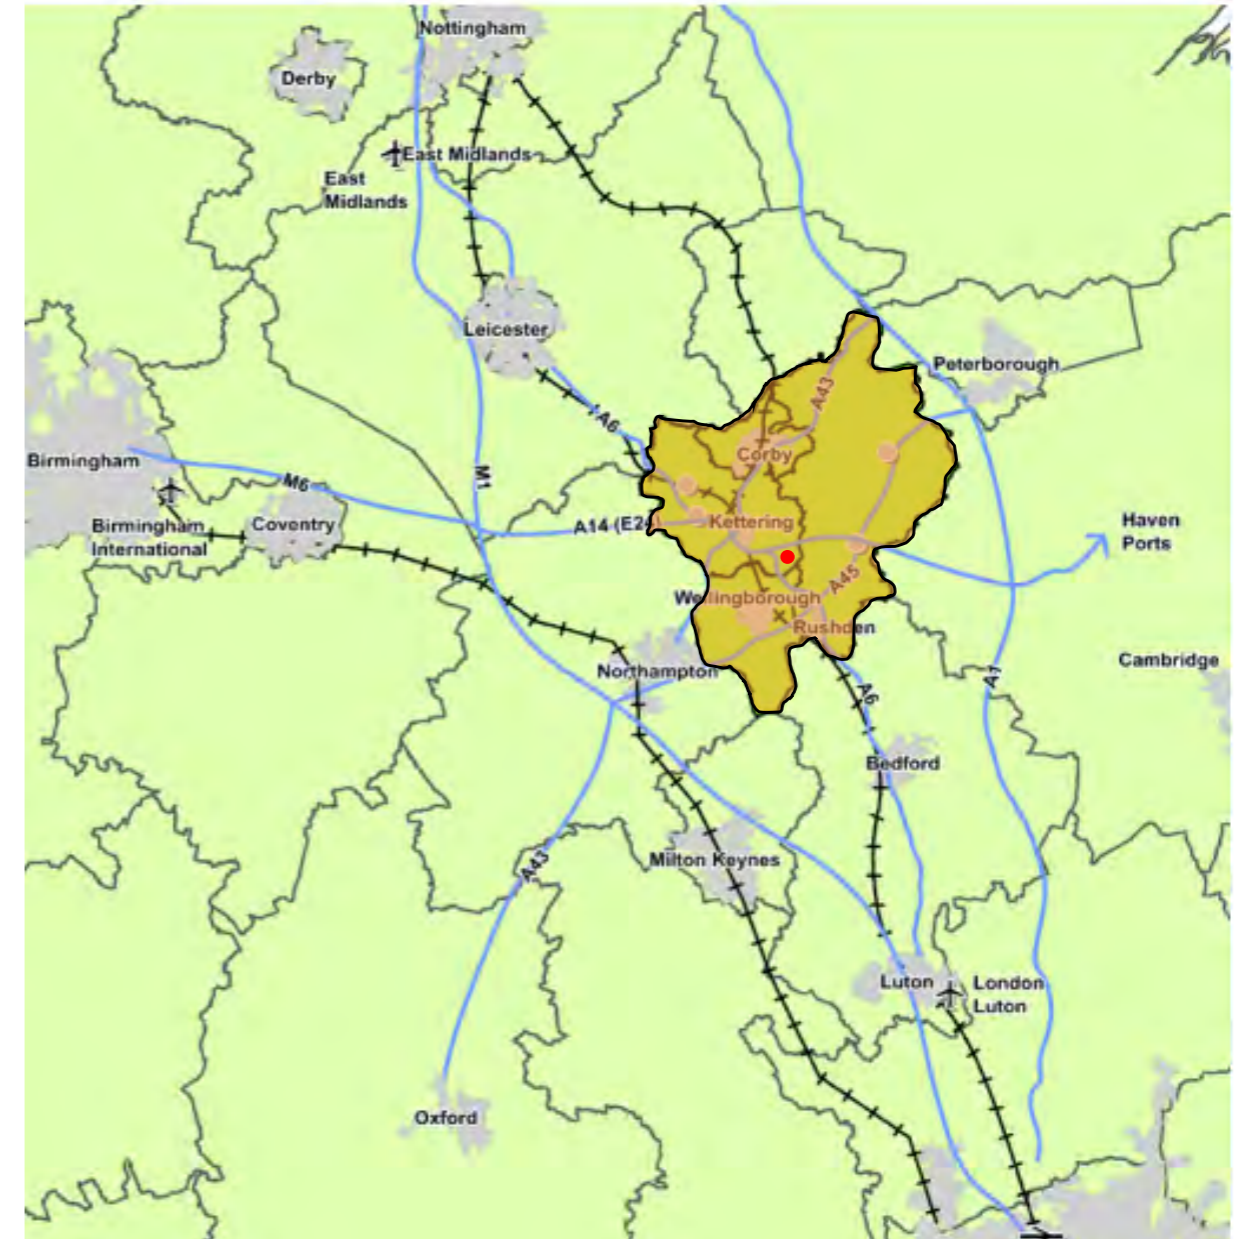 Nottingham
Derby
East Midlands
East
Midlands
Leicester
Peterborough
A43
A6
Corby
Birmingham
M6
M1
Birmingham
International
Coventry
A14 (E24)
Kettering
Haven
Ports
A45
Wellingborough
Rushden
Northampton
Cambridge
A6
A1
Bedford
Milton Keynes
A43
Luton
London
Luton
Oxford